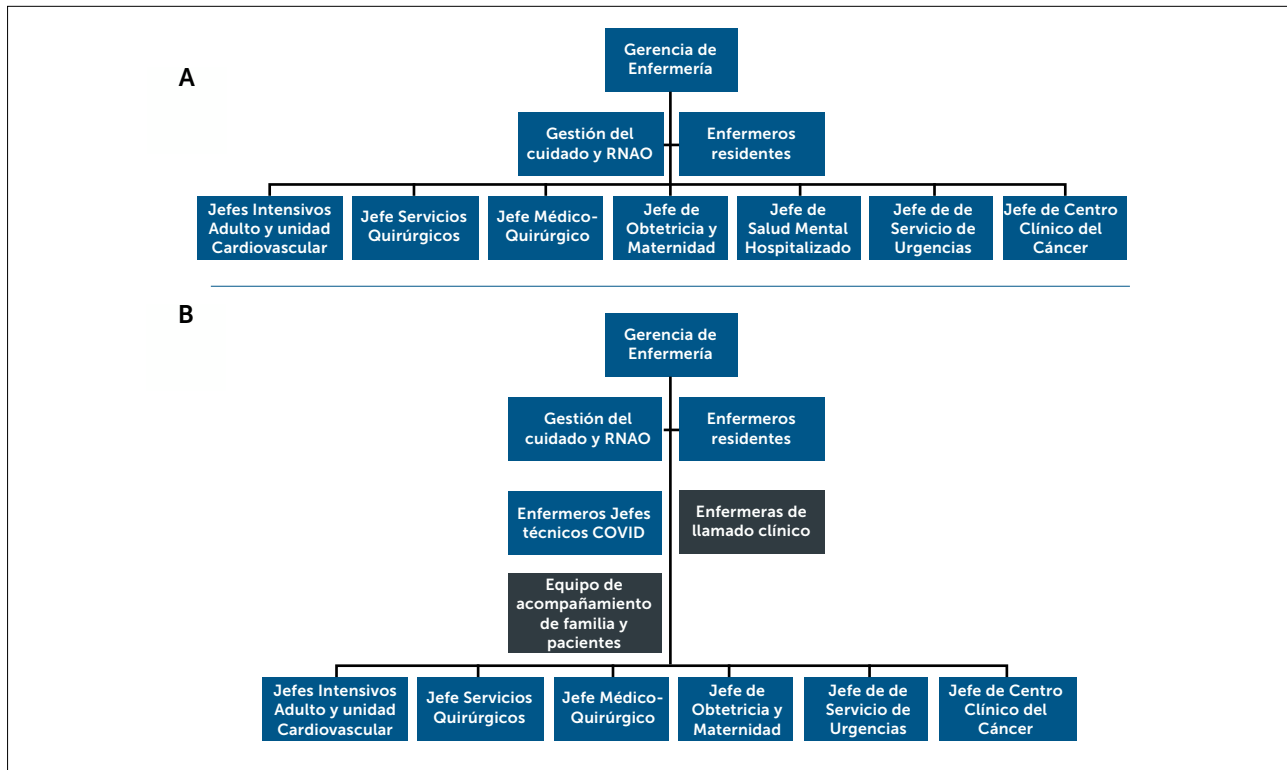 A
Gerencia de
Enfermería
Gestión del
cuidado y RNAO
Enfermeros
residentes
Jefes Intensivos
Adulto y unidad
Cardiovascular
Jefe Servicios
Quirúrgicos
Jefe Médico-
Quirúrgico
Jefe de
Obtetricia y
Maternidad
Jefe de
Salud Mental
Hospitalizado
Jefe de de
Servicio de
Urgencias
Jefe de Centro
Clínico del
Cáncer
B
Gerencia de
Enfermería
Gestión del
cuidado y RNAO
Enfermeros
residentes
Enfermeros Jefes
técnicos COVID
Enfermeras de
llamado clínico
Equipo de
acompañamiento
de familia y
pacientes
Jefes Intensivos
Adulto y unidad
Cardiovascular
Jefe Servicios
Quirúrgicos
Jefe Médico-
Quirúrgico
Jefe de
Obtetricia y
Maternidad
Jefe de de
Servicio de
Urgencias
Jefe de Centro
Clínico del
Cáncer